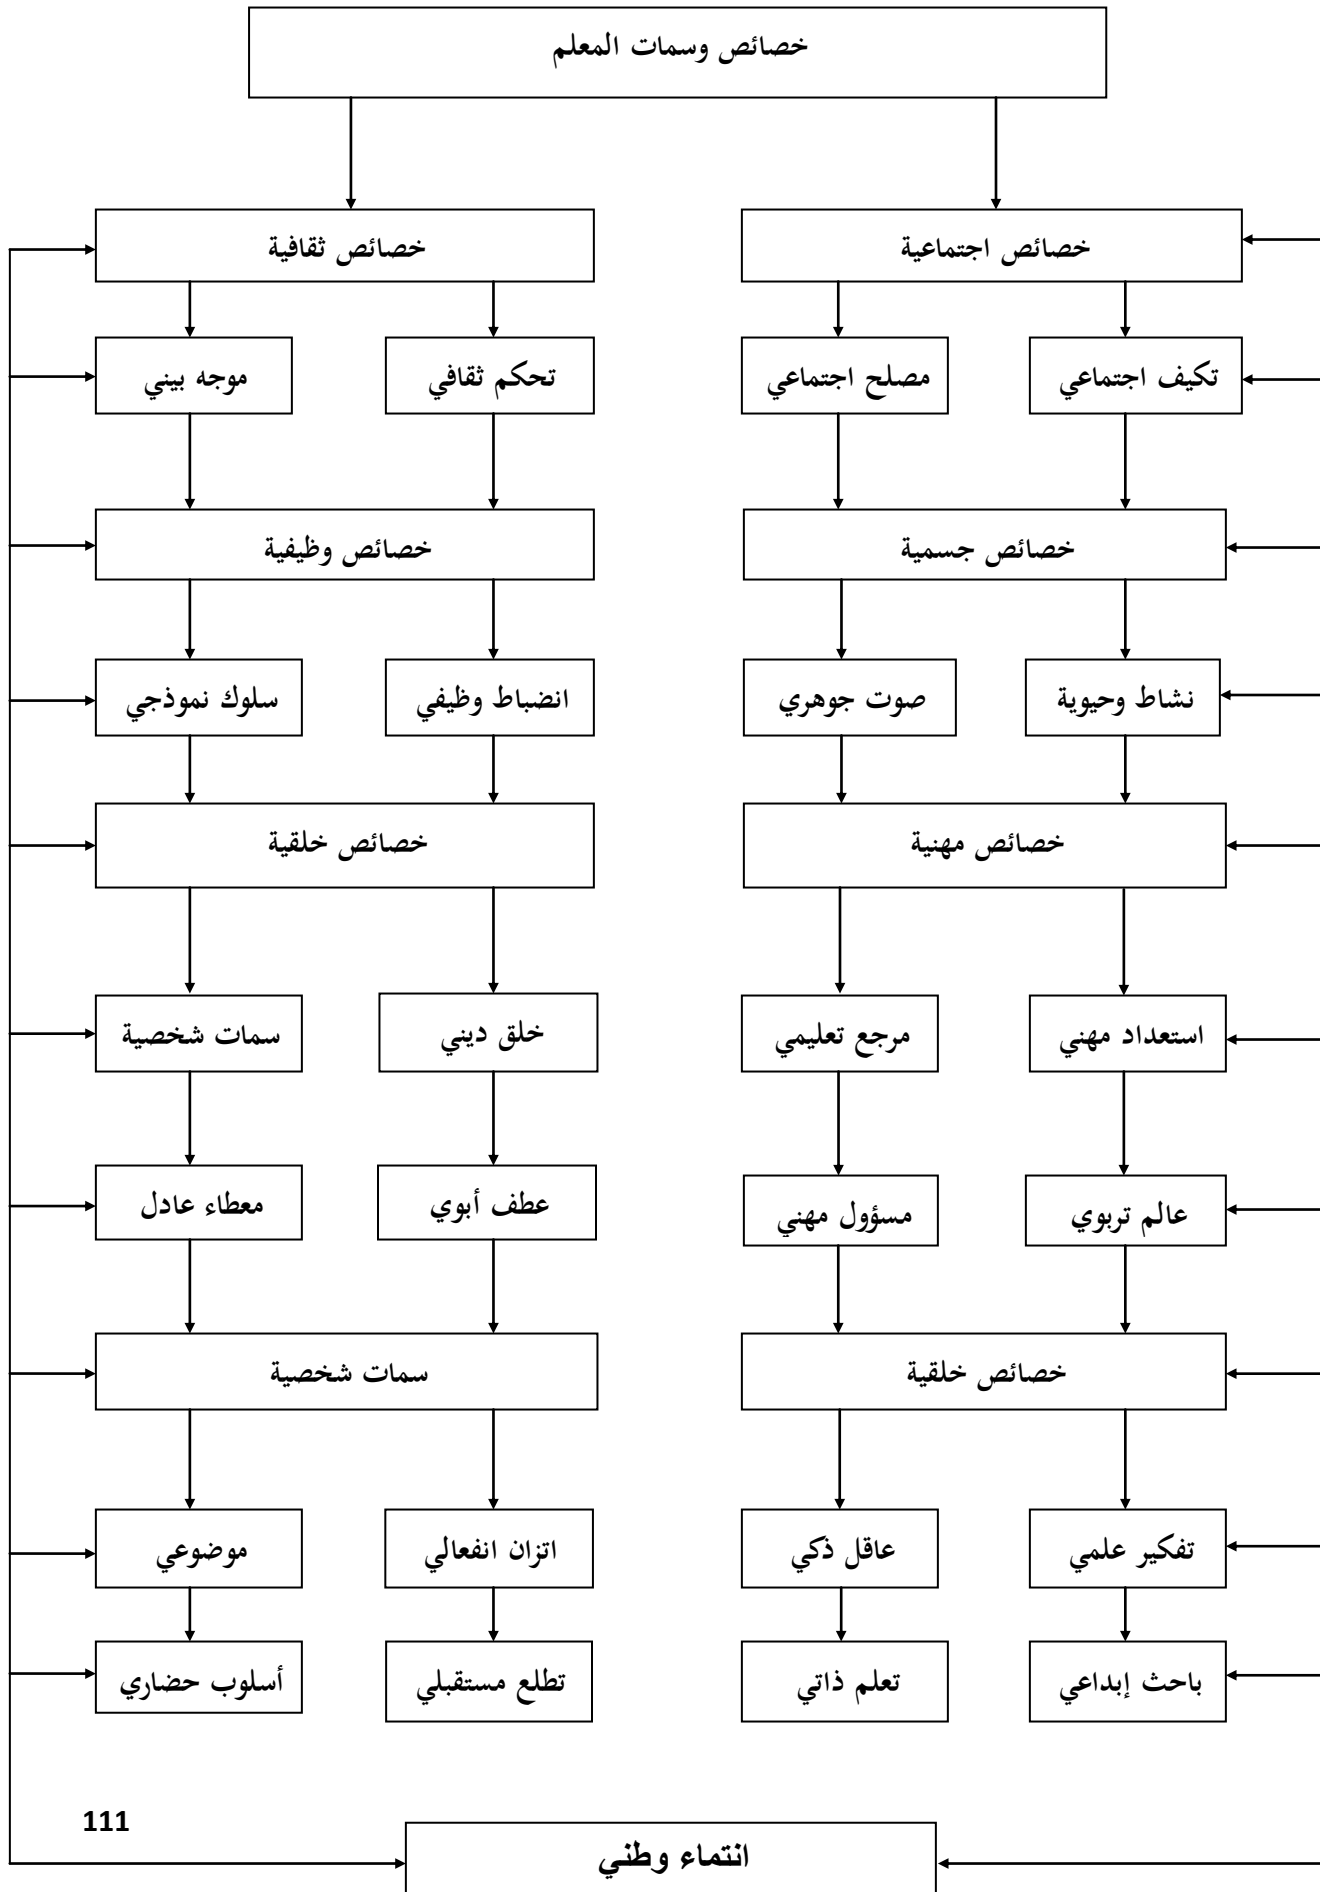 خصائص وسمات المعلم
خصائص اجتماعية
خصائص ثقافية
تكيف اجتماعي
مصلح اجتماعي
تحكم ثقافي
موجه بيني
خصائص جسمية
خصائص وظيفية
نشاط وحيوية
صوت جوهري
انضباط وظيفي
سلوك نموذجي
خصائص مهنية
خصائص خلقية
استعداد مهني
مرجع تعليمي
خلق ديني
سمات شخصية
عالم تربوي
مسؤول مهني
عطف أبوي
معطاء عادل
خصائص خلقية
سمات شخصية
تفكير علمي
عاقل ذكي
اتزان انفعالي
موضوعي
باحث إبداعي
تعلم ذاتي
تطلع مستقبلي
أسلوب حضاري
111
انتماء وطني